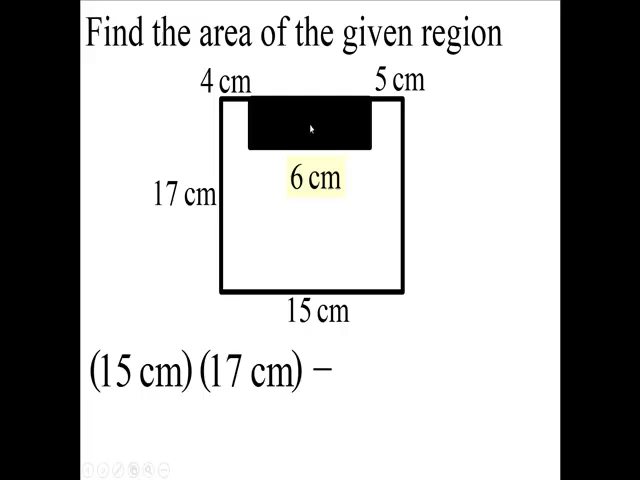 Find the area of the given region
4 cm
5 cm
17 cm
6 cm
15 cm
(15 cm)(17 cm) −